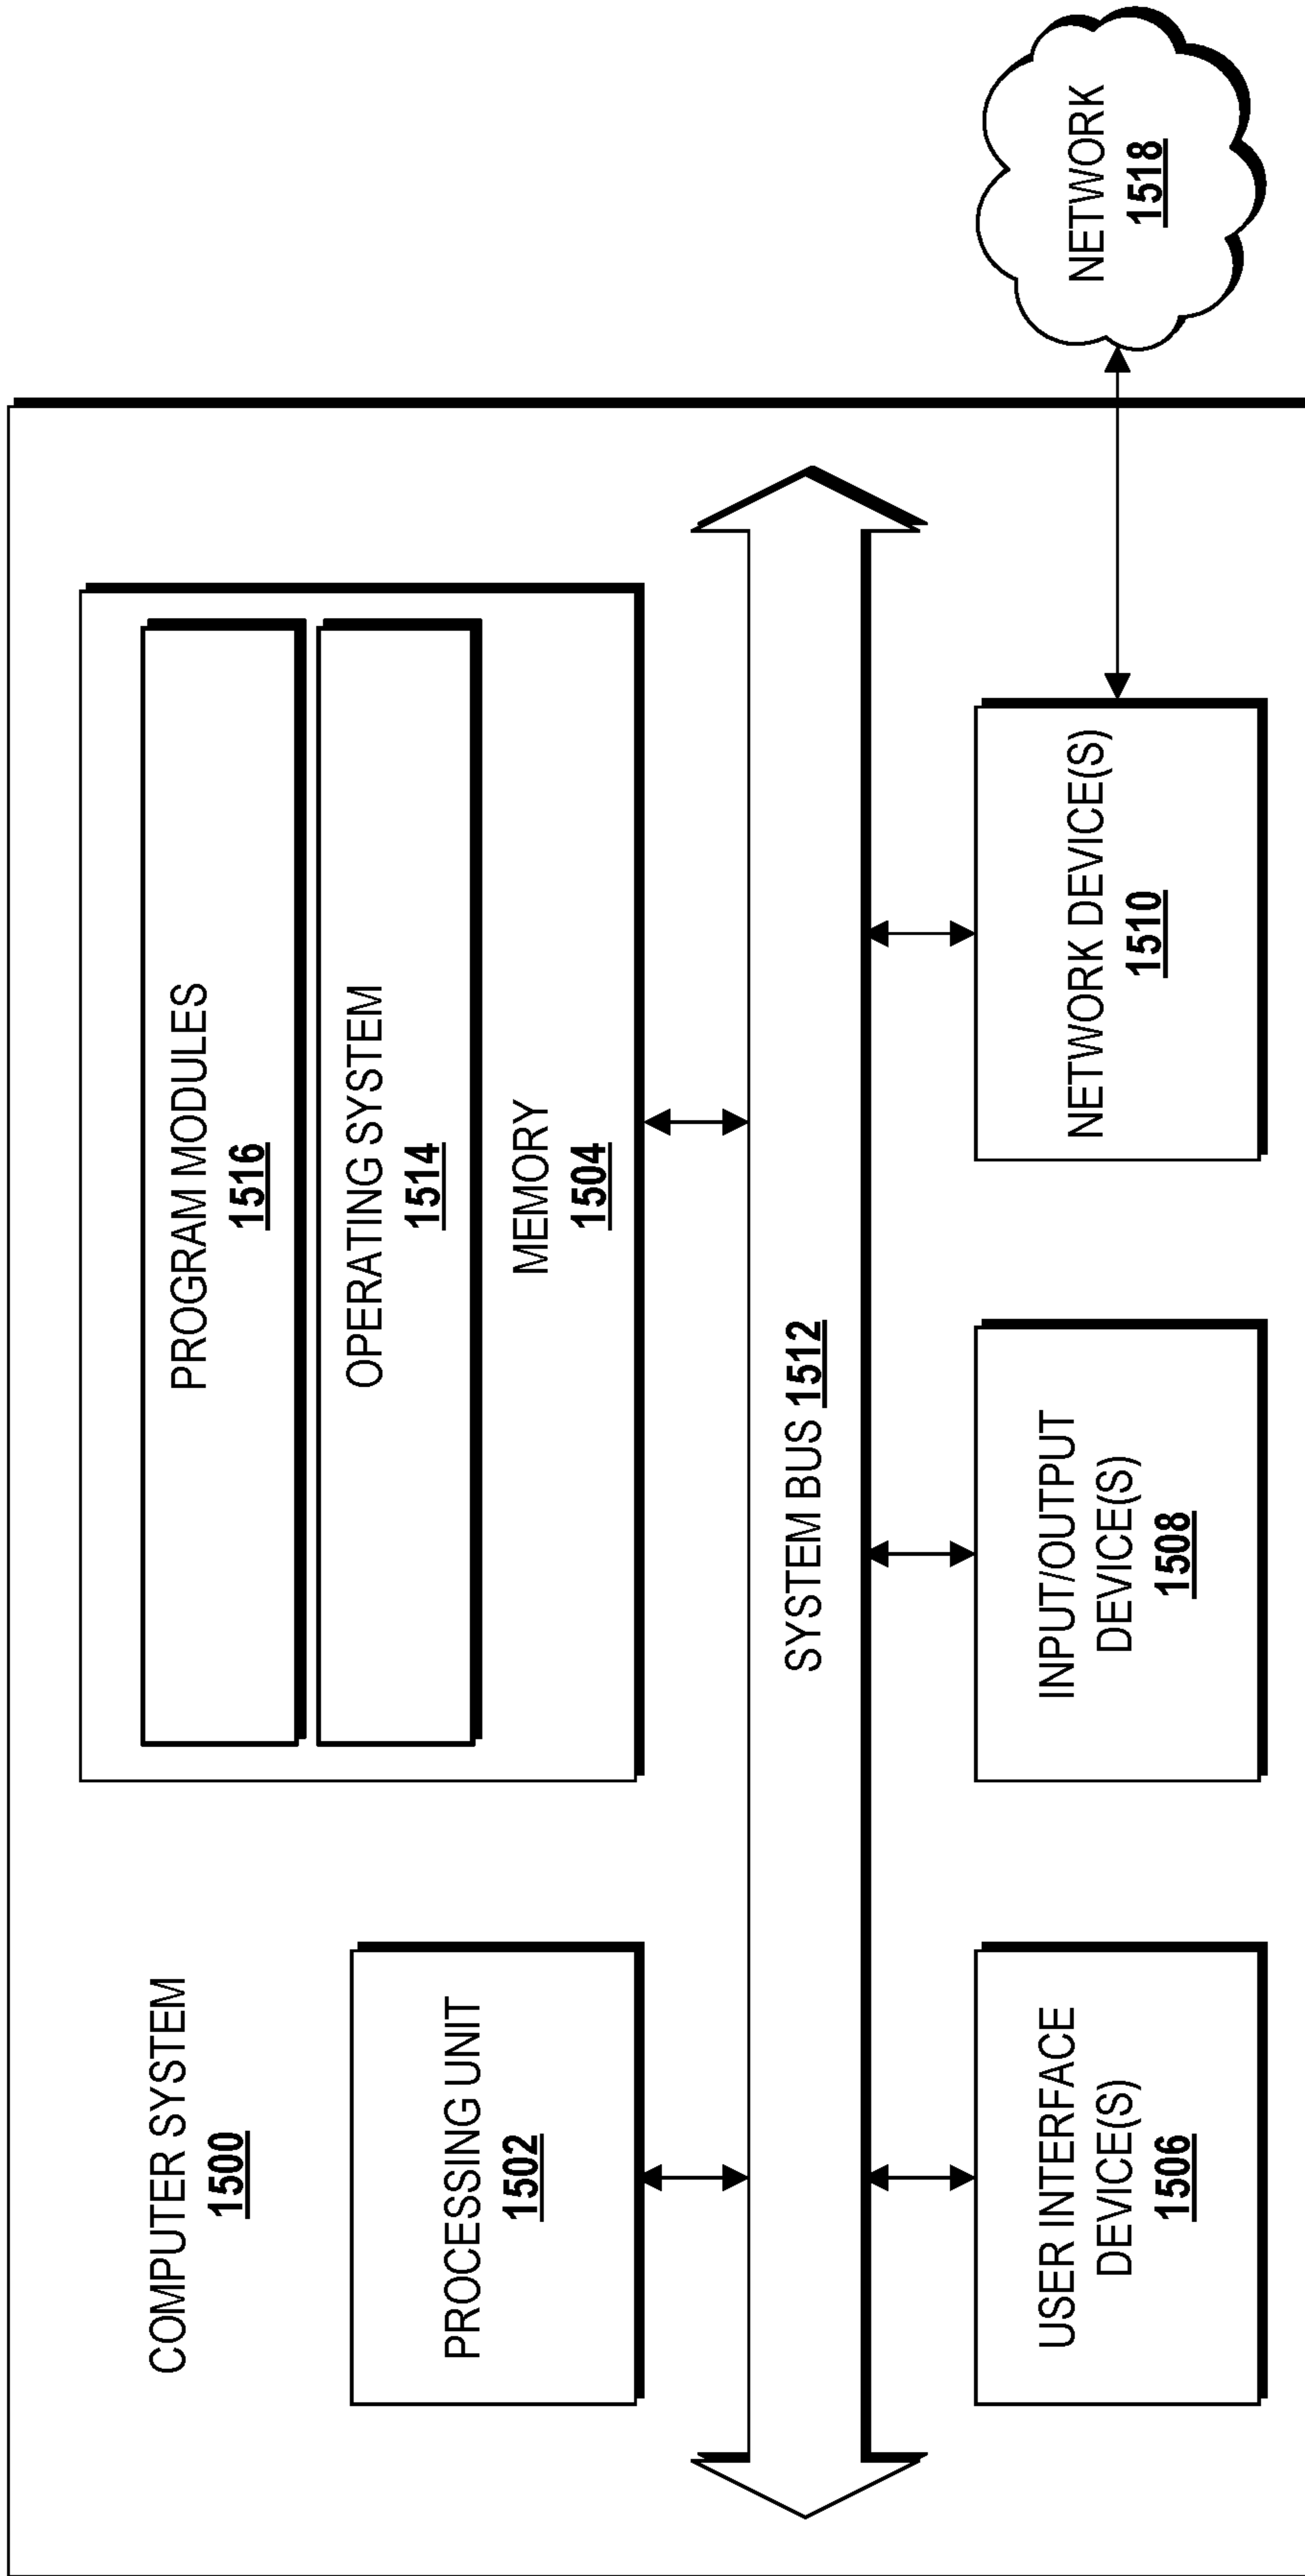 COMPUTER SYSTEM
1500
PROCESSING UNIT
1502
PROGRAM MODULES
1516
OPERATING SYSTEM
1514
MEMORY
1504
SYSTEM BUS 1512
USER INTERFACE
DEVICE(S)
1506
INPUT/OUTPUT
DEVICE(S)
1508
NETWORK DEVICE(S)
1510
NETWORK
1518